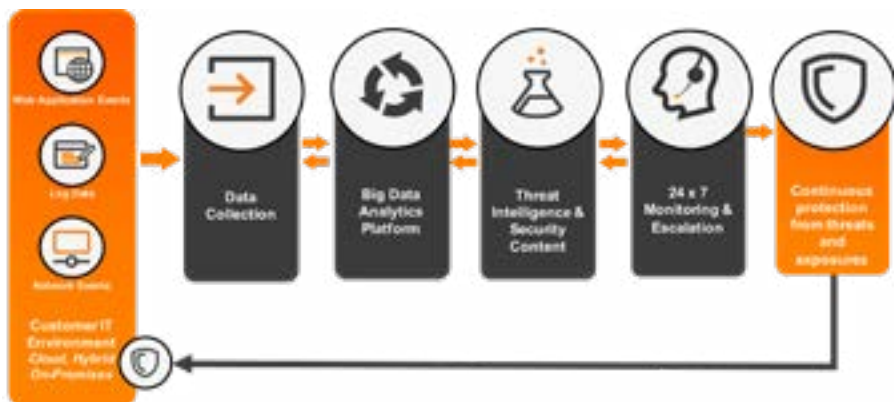 Web Application Events
Log Data
Network Events
Customer IT
Environment
Cloud, Hybrid
On-Premises
Data
Collection
Big Data
Analytics
Platform
Threat
Intelligence &
Security
Content
24 x 7
Monitoring &
Escalation
Continuous
protection
from threats
and
exposures